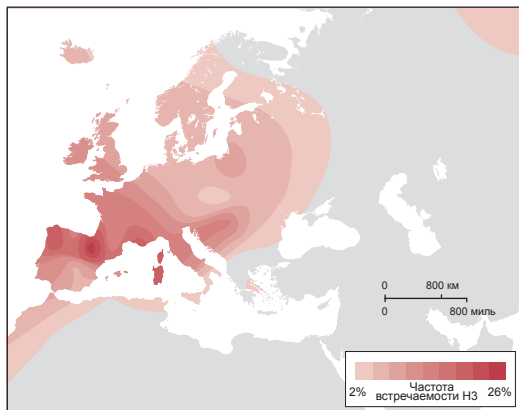 0 800 км
0 800 миль
Частота
2% встречаемости H3 26%